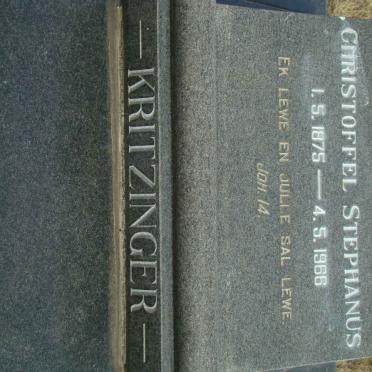 CHRISTOFFEL STEPHANUS
1. 5. 1875 — 4. 5. 1966
EK LEWE EN JULLE SAL LEWE
JOH. 14.
— KRITZINGER —